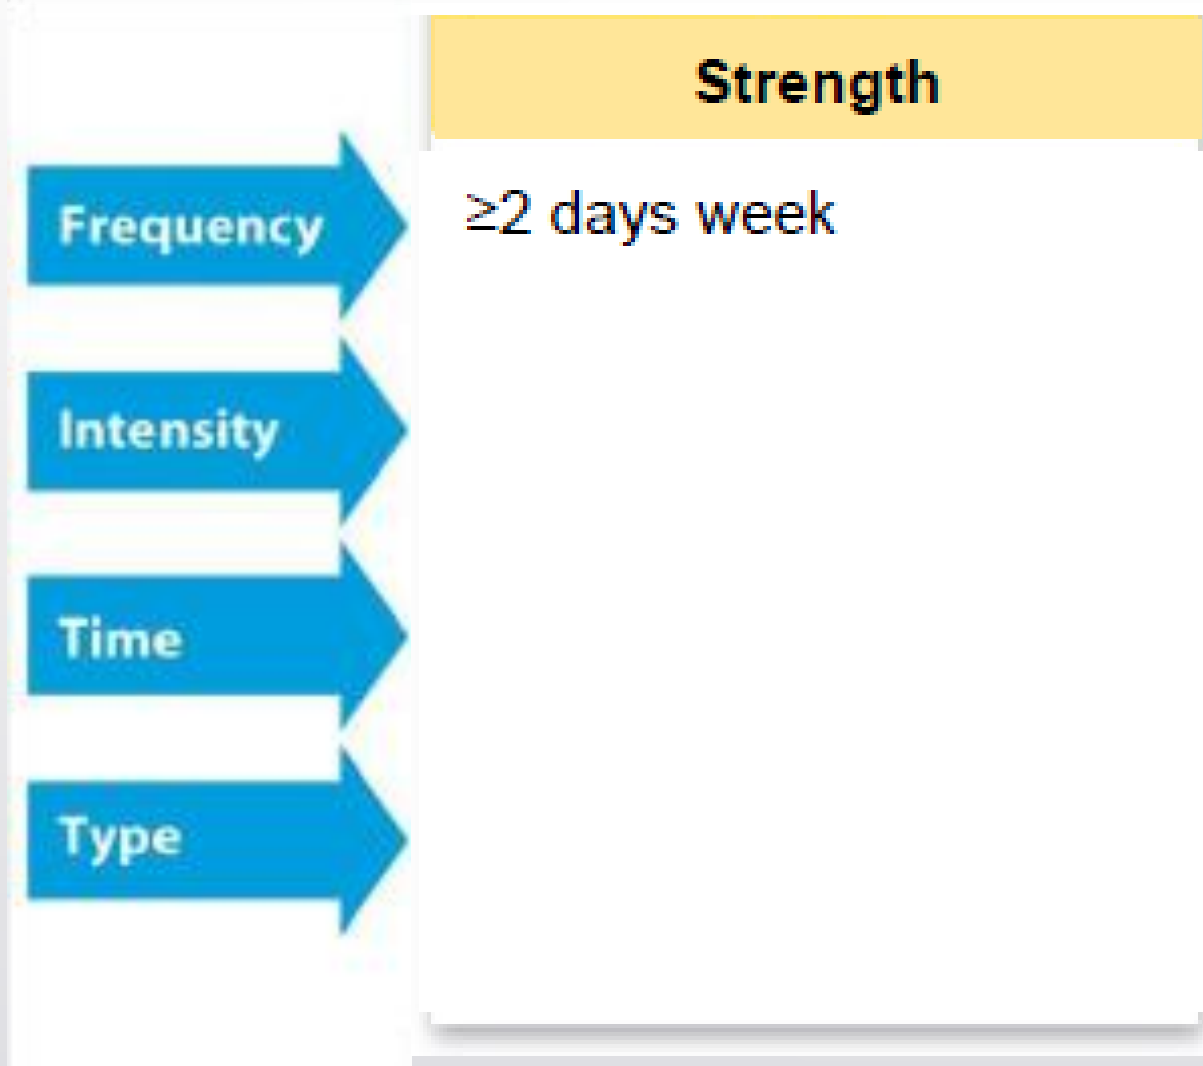 Strength
Frequency
≥2 days week
Intensity
Time
Type